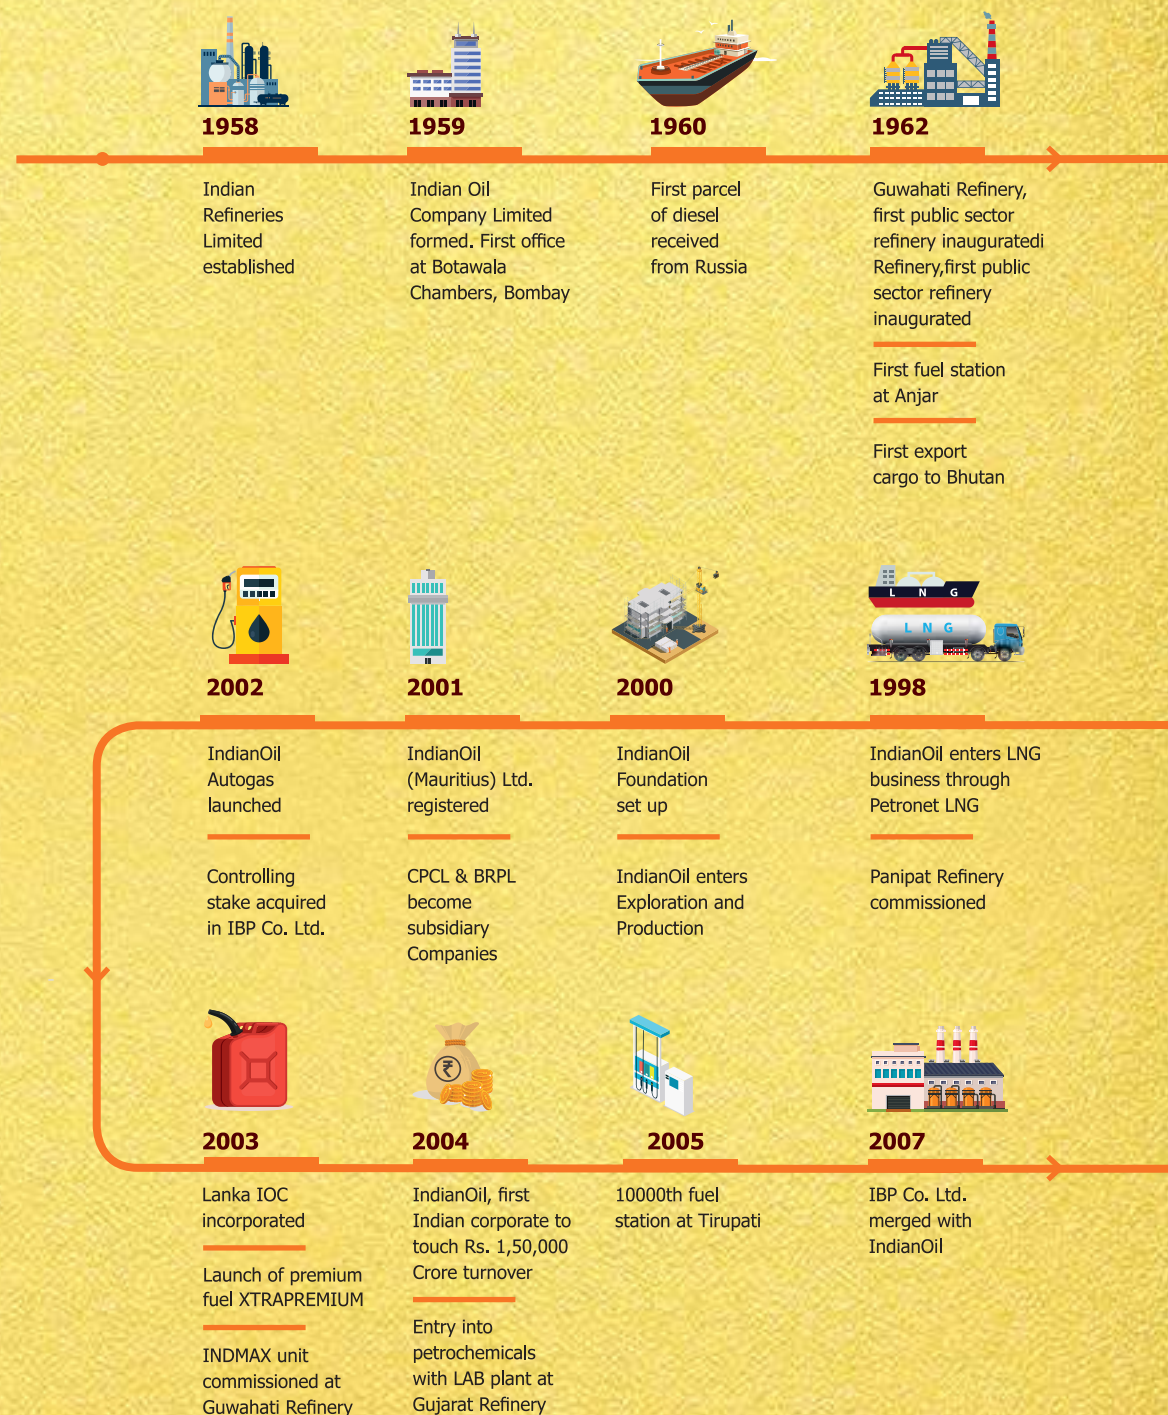 1958
Indian
Refineries
Limited
established
1959
Indian Oil
Company Limited
formed. First office
at Botawala
Chambers, Bombay
1960
First parcel
of diesel
received
from Russia
1962
Guwahati Refinery,
first public sector
refinery inauguratedi
Refinery,first public
sector refinery
inaugurated
First fuel station
at Anjar
First export
cargo to Bhutan
2002
IndianOil
Autogas
launched
Controlling
stake acquired
in IBP Co. Ltd.
2001
IndianOil
(Mauritius) Ltd.
registered
CPCL & BRPL
become
subsidiary
Companies
2000
IndianOil
Foundation
set up
IndianOil enters
Exploration and
Production
L N G
L N G
1998
IndianOil enters LNG
business through
Petronet LNG
Panipat Refinery
commissioned
2003
Lanka IOC
incorporated
Launch of premium
fuel XTRAPREMIUM
INDMAX unit
commissioned at
Guwahati Refinery
₹
2004
IndianOil, first
Indian corporate to
touch Rs. 1,50,000
Crore turnover
Entry into
petrochemicals
with LAB plant at
Gujarat Refinery
2005
10000th fuel
station at Tirupati
2007
IBP Co. Ltd.
merged with
IndianOil